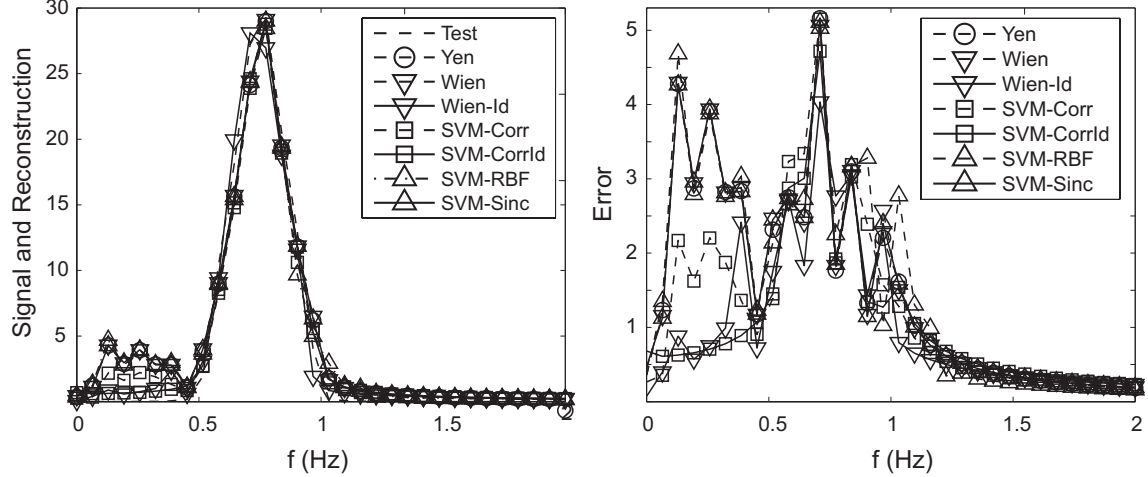 Signal and Reconstruction
30
25
20
15
10
5
0
0.5
1
1.5
2
f (Hz)
Test
Yen
Wien
Wien-Id
SVM-Corr
SVM-CorrId
SVM-RBF
SVM-Sinc
Error
5
4
3
2
1
0
0.5
1
1.5
2
f (Hz)
Yen
Wien
Wien-Id
SVM-Corr
SVM-CorrId
SVM-RBF
SVM-Sinc